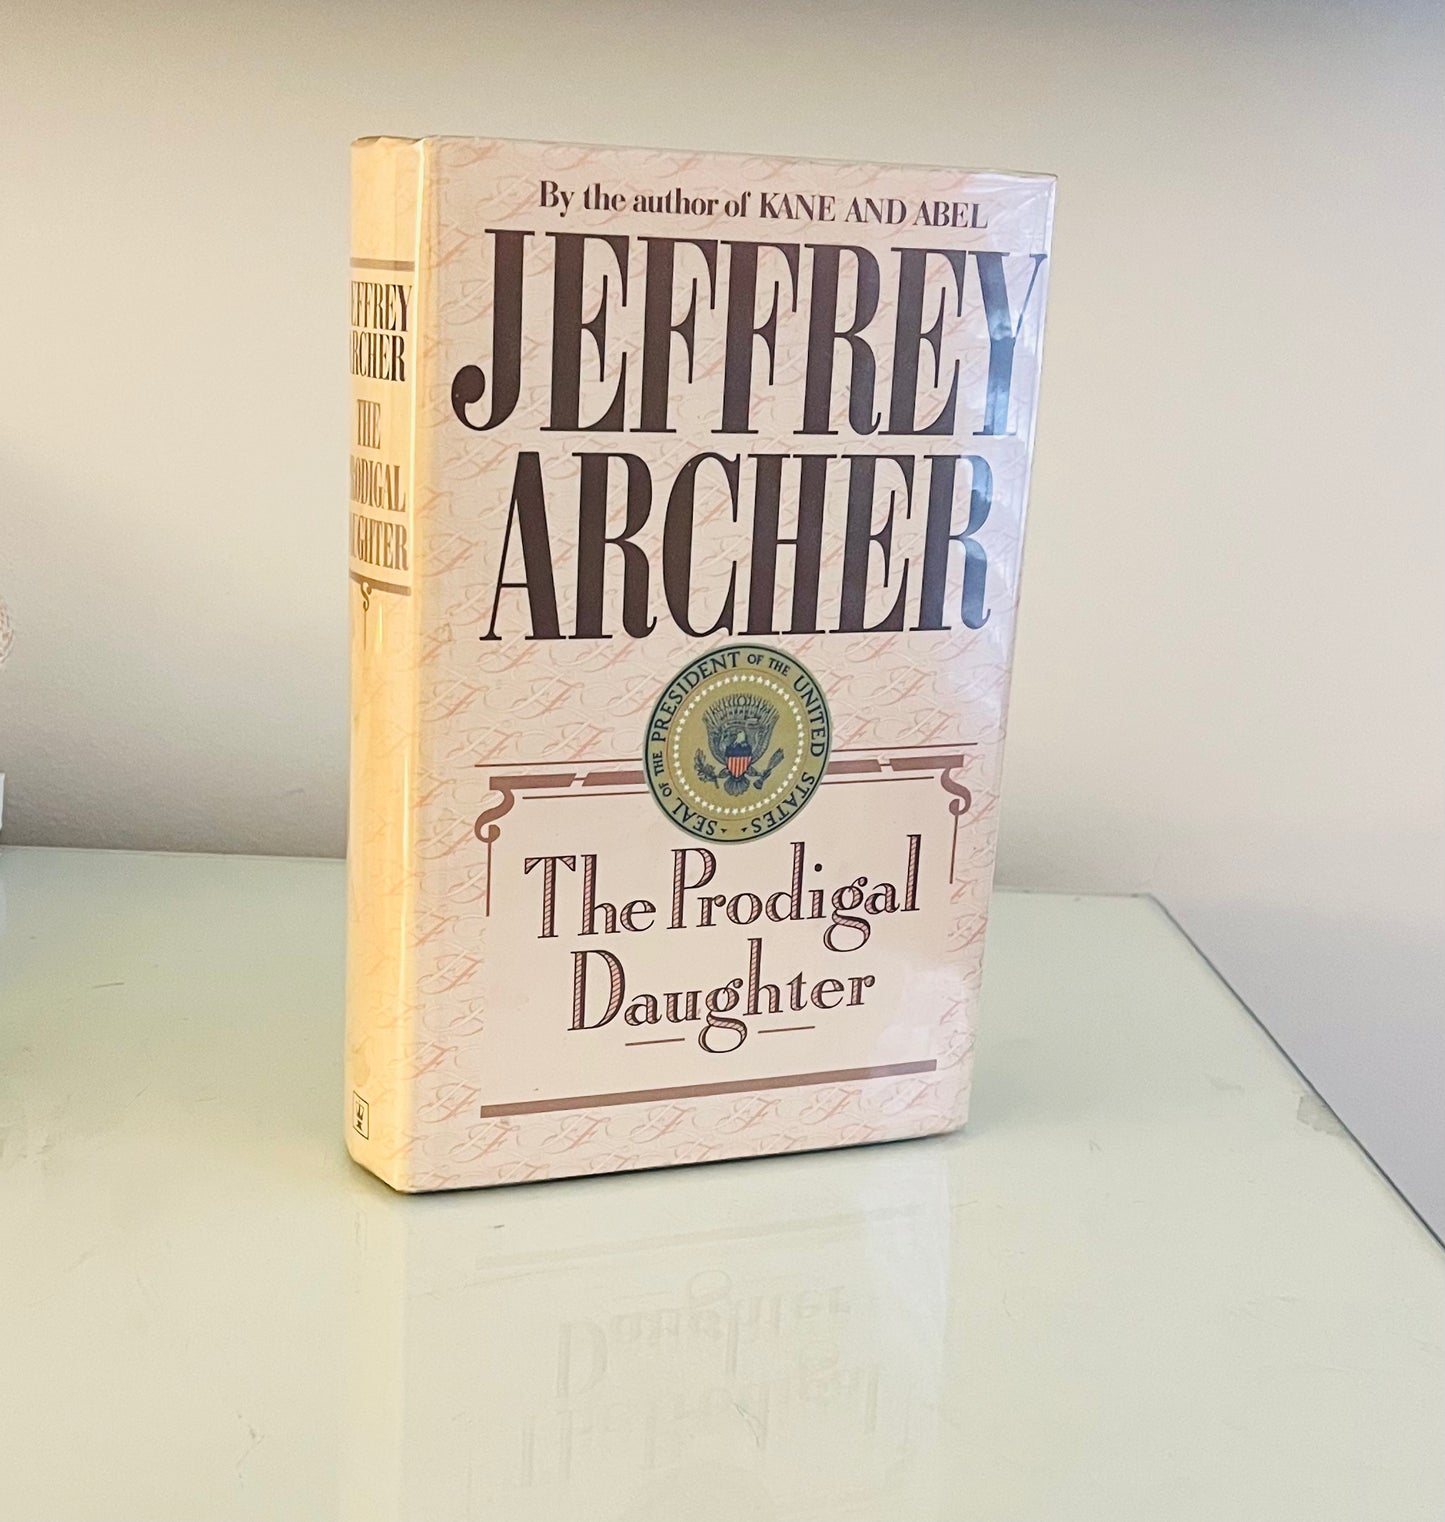 By the author of KANE AND ABEL
JEFFREY
ARCHER
SEAL OF THE PRESIDENT OF THE UNITED STATES
The Prodigal
Daughter
JEFFREY
ARCHER
THE
PRODIGAL
DAUGHTER